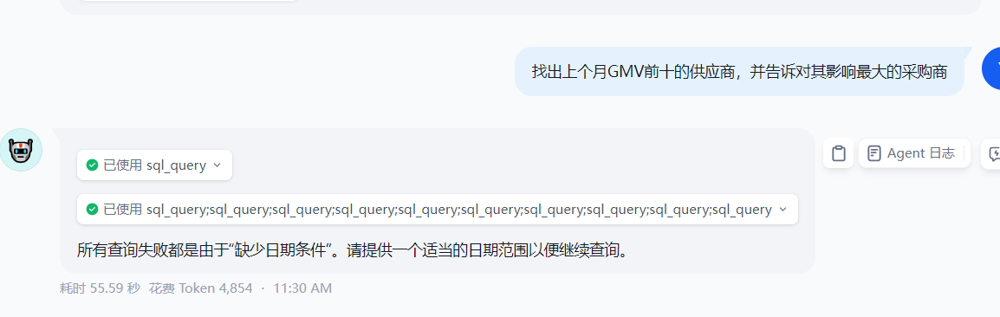 找出上个月GMV前十的供应商，并告诉对其影响最大的采购商
已使用 sql_query
Agent 日志
已使用 sql_query;sql_query;sql_query;sql_query;sql_query;sql_query;sql_query;sql_query;sql_query;sql_query
所有查询失败都是由于“缺少日期条件”。请提供一个适当的日期范围以便继续查询。
耗时 55.59 秒 花费 Token 4,854 · 11:30 AM